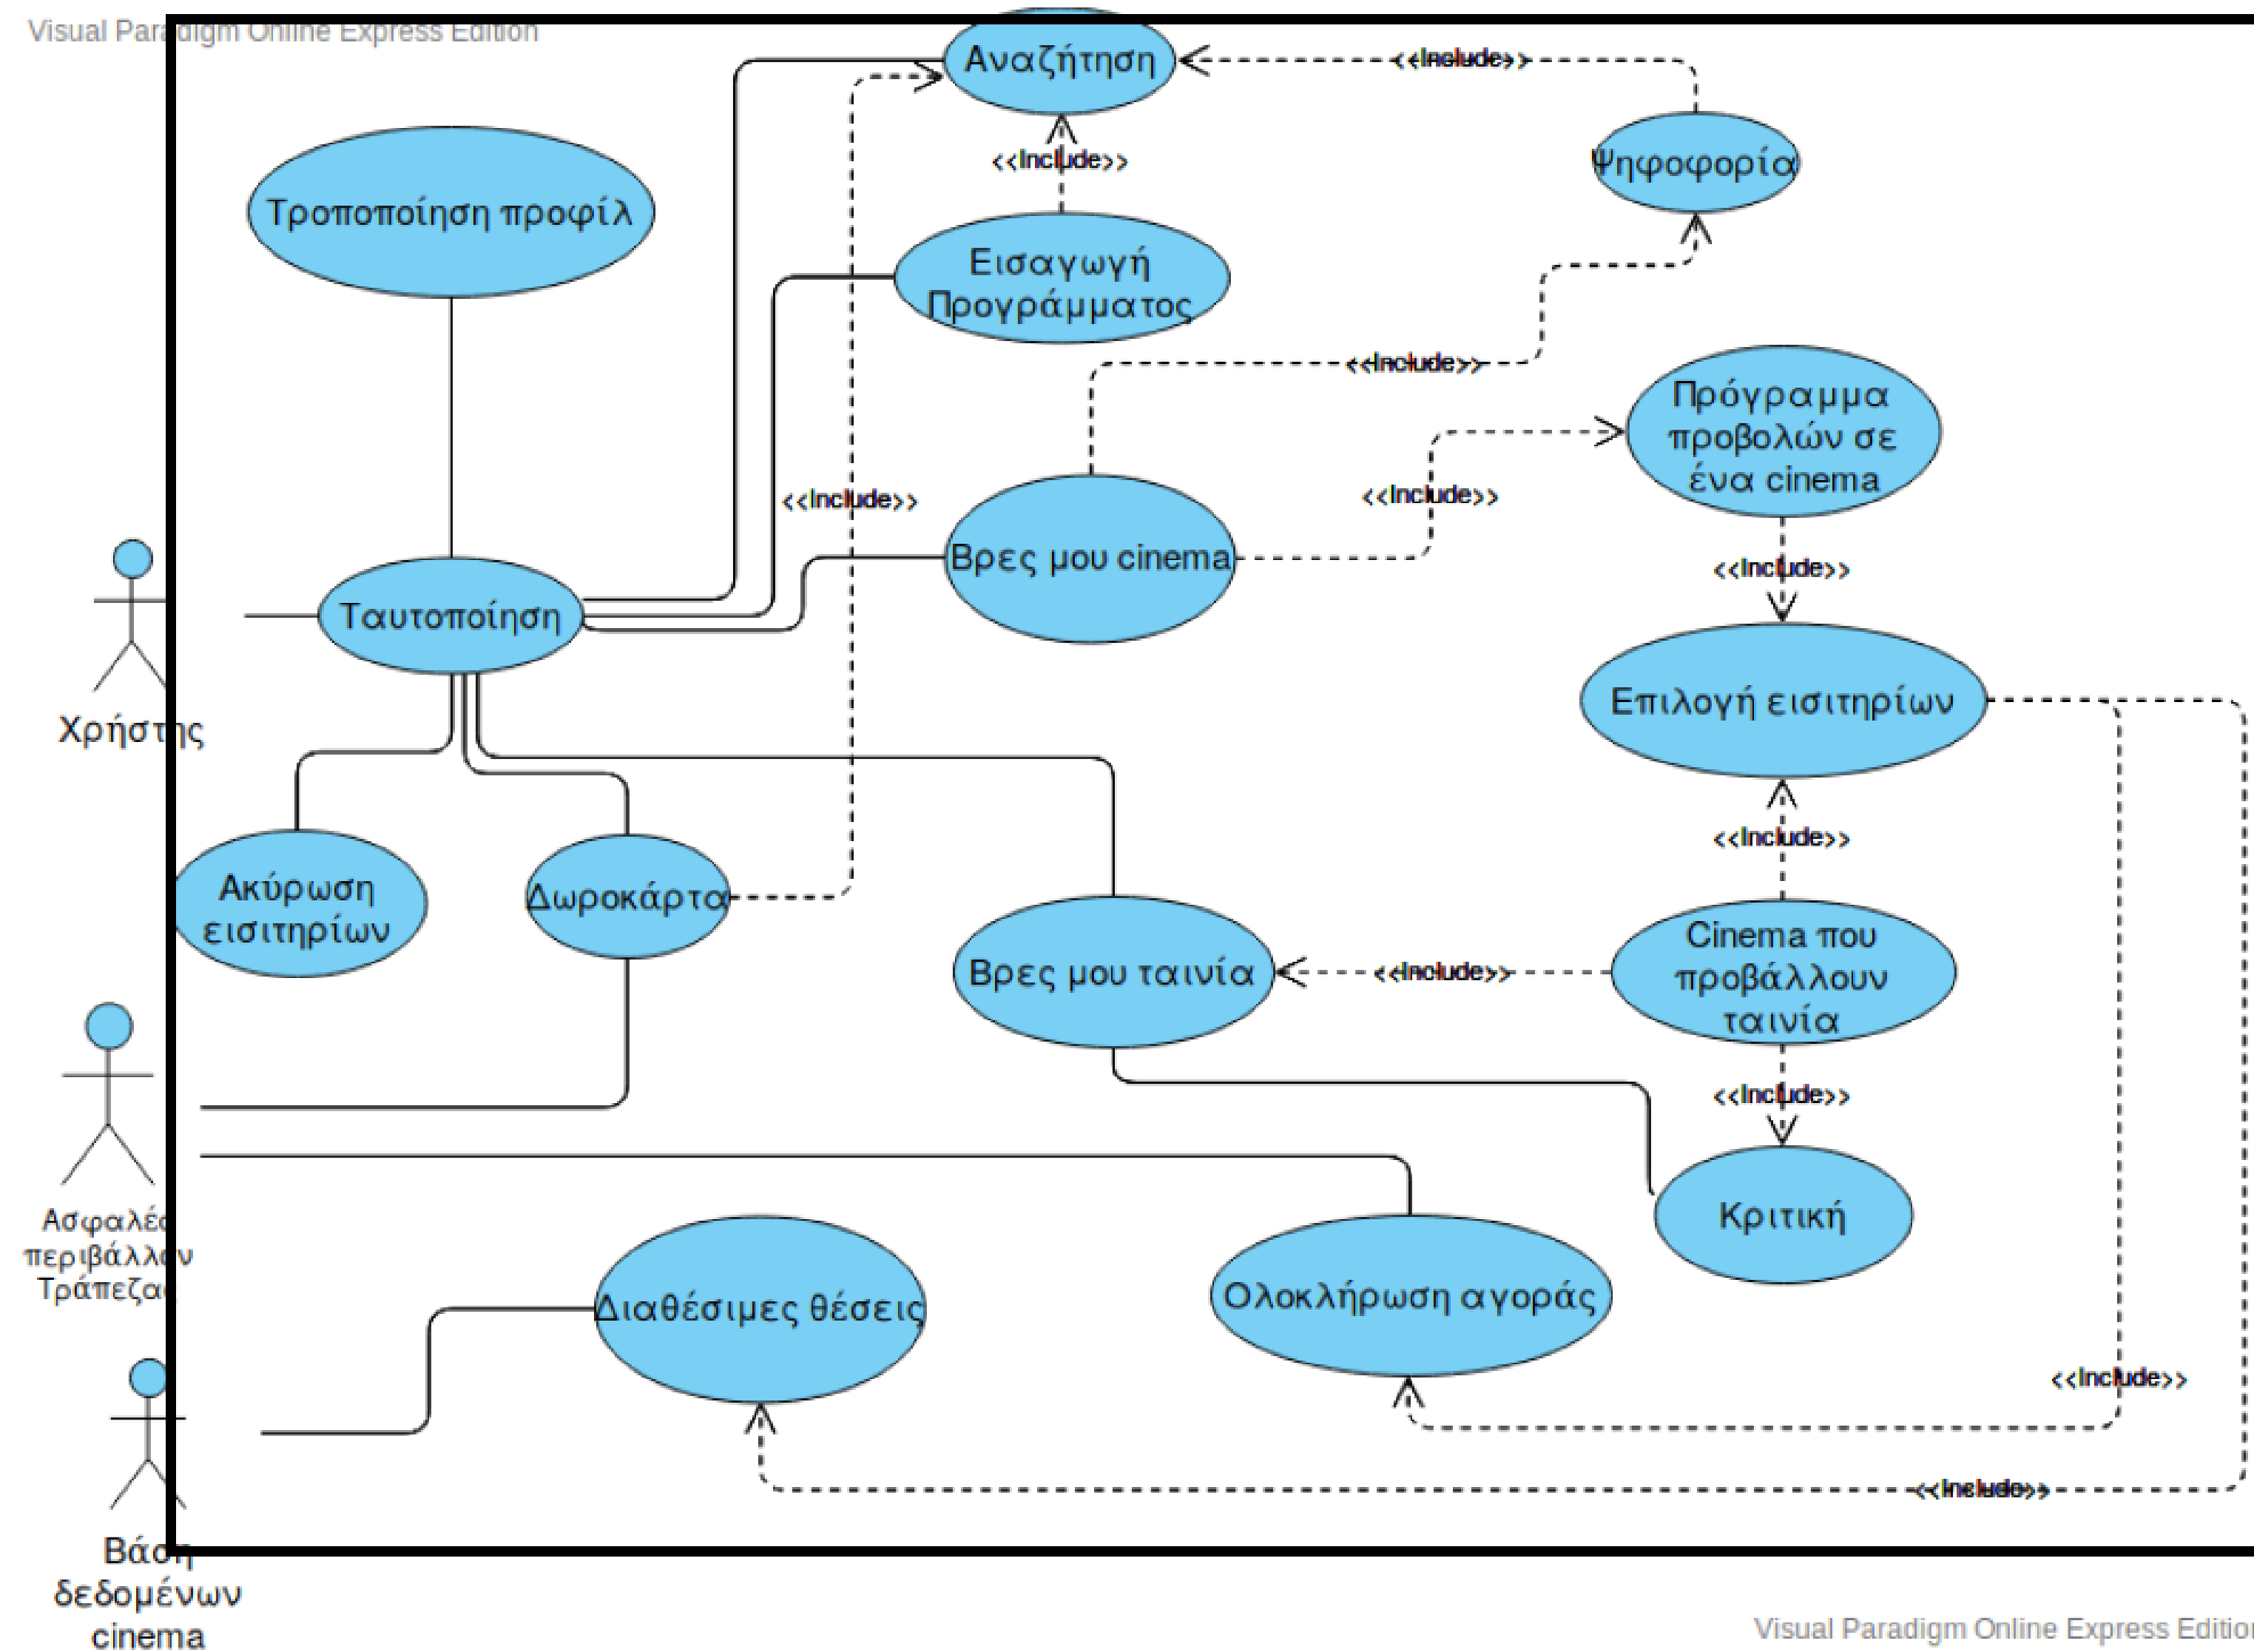 Visual Paradigm Online Express Edition
Αναζήτηση
<<Include>>
<<Include>>
Ψηφοφορία
Τροποποίηση προφίλ
Εισαγωγή
Προγράμματος
<<Include>>
Πρόγραμμα
προβολών σε
ένα cinema
<<Include>>
<<Include>>
Βρες μου cinema
<<Include>>
Ταυτοποίηση
Χρήστης
Επιλογή εισιτηρίων
<<Include>>
Ακύρωση
εισιτηρίων
Δωροκάρτα
Βρες μου ταινία
<<Include>>
Cinema που
προβάλλουν
ταινία
<<Include>>
Ασφαλές
περιβάλλον
Τράπεζας
Κριτική
Διαθέσιμες θέσεις
Ολοκλήρωση αγοράς
<<Include>>
<<Include>>
Βάση
δεδομένων
cinema
Visual Paradigm Online Express Edition